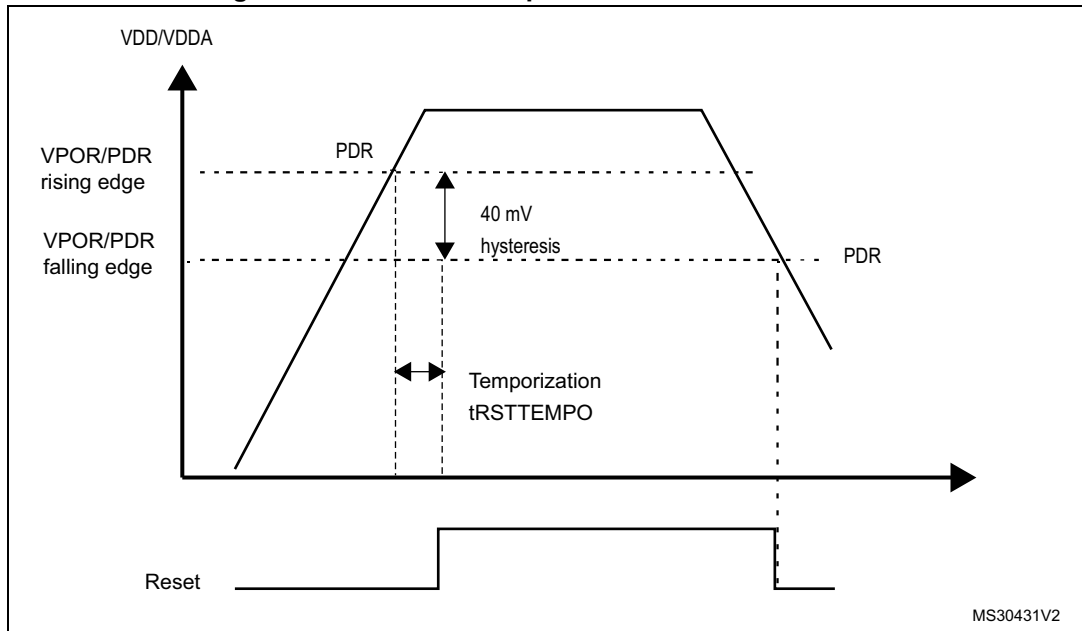 VDD/VDDA
VPOR/PDR
rising edge
PDR
40 mV
hysteresis
VPOR/PDR
falling edge
PDR
Temporization
tRSTTEMPO
Reset
MS30431V2